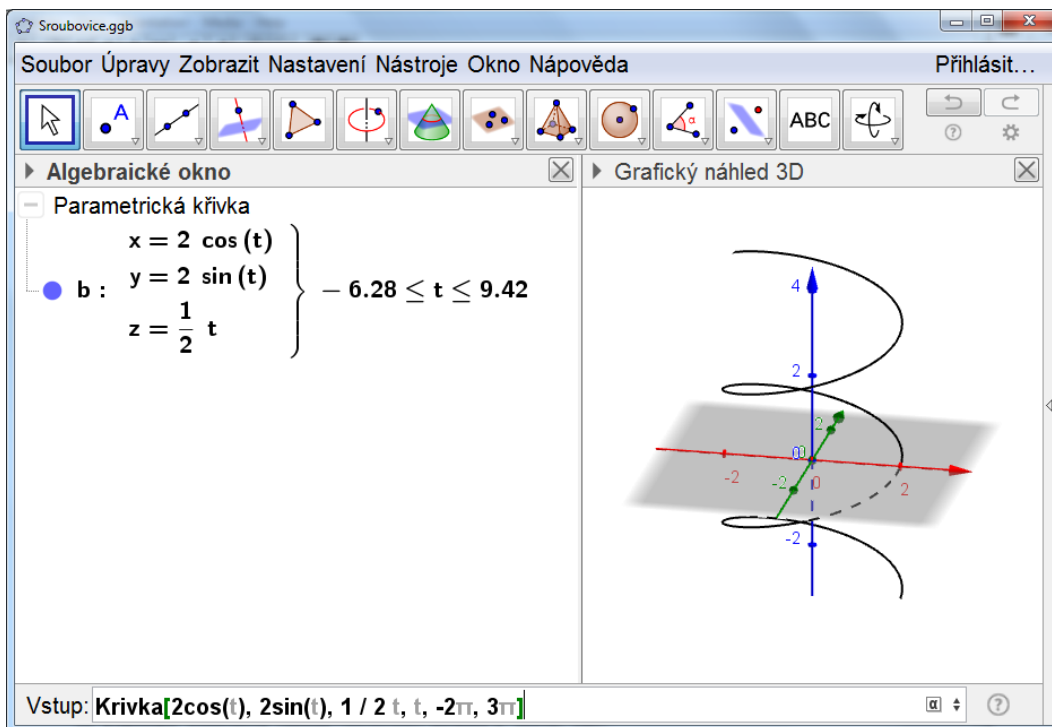 Sroubovice.ggb
Soubor Úpravy Zobrazit Nastavení Nástroje Okno Nápověda Přihlásit...
A α ABC
Algebraické okno
Parametrická křivka
b : x = 2 cos (t)
y = 2 sin (t)
z = 1/2 t
− 6.28 ≤ t ≤ 9.42
Grafický náhled 3D
4
2
2
0 0
-2 -2 0 2
-2
Vstup: Krivka[2cos(t), 2sin(t), 1 / 2 t, t, -2π, 3π] α